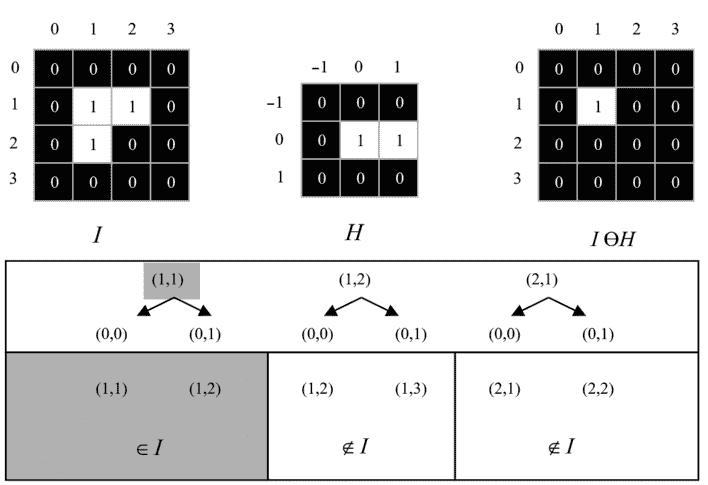 0 1 2 3
0 0 0 0 0
1 0 1 1 0
2 0 1 0 0
3 0 0 0 0
I
−1 0 1
−1 0 0 0
0 0 1 1
1 0 0 0
H
0 1 2 3
0 0 0 0 0
1 0 1 0 0
2 0 0 0 0
3 0 0 0 0
I ΘH
(1,1) (1,2) (2,1)
(0,0) (0,1) (0,0) (0,1) (0,0) (0,1)
(1,1) (1,2) (1,2) (1,3) (2,1) (2,2)
∈ I ∉ I ∉ I